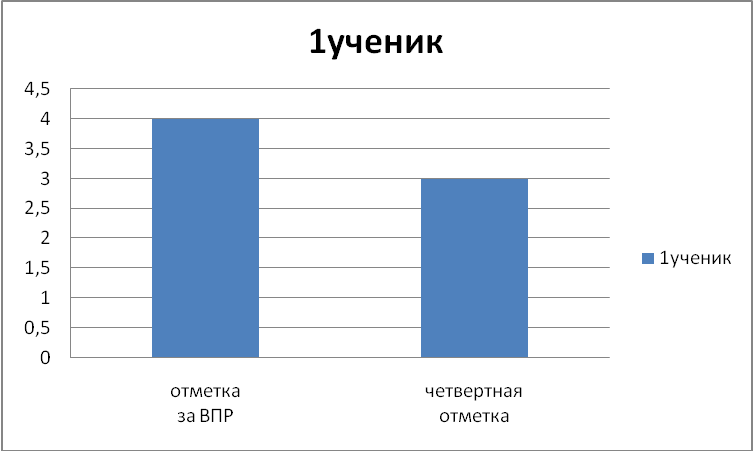 1ученик
4,5
4
3,5
3
2,5
2
1,5
1
0,5
0
1ученик
отметка
за ВПР
четвертная
отметка